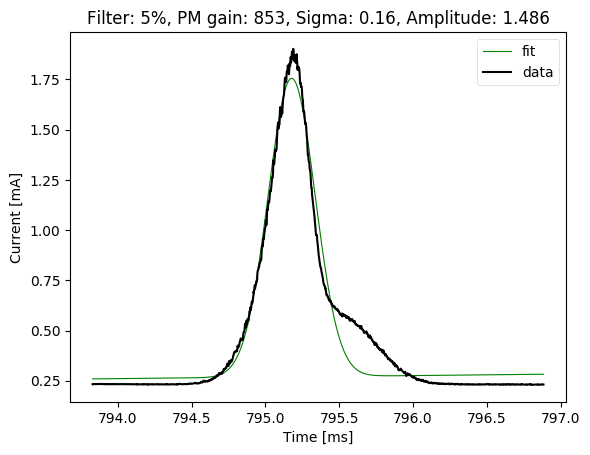 Filter: 5%, PM gain: 853, Sigma: 0.16, Amplitude: 1.486
fit
data
1.75
1.50
1.25
1.00
0.75
0.50
0.25
Current [mA]
794.0 794.5 795.0 795.5 796.0 796.5 797.0
Time [ms]